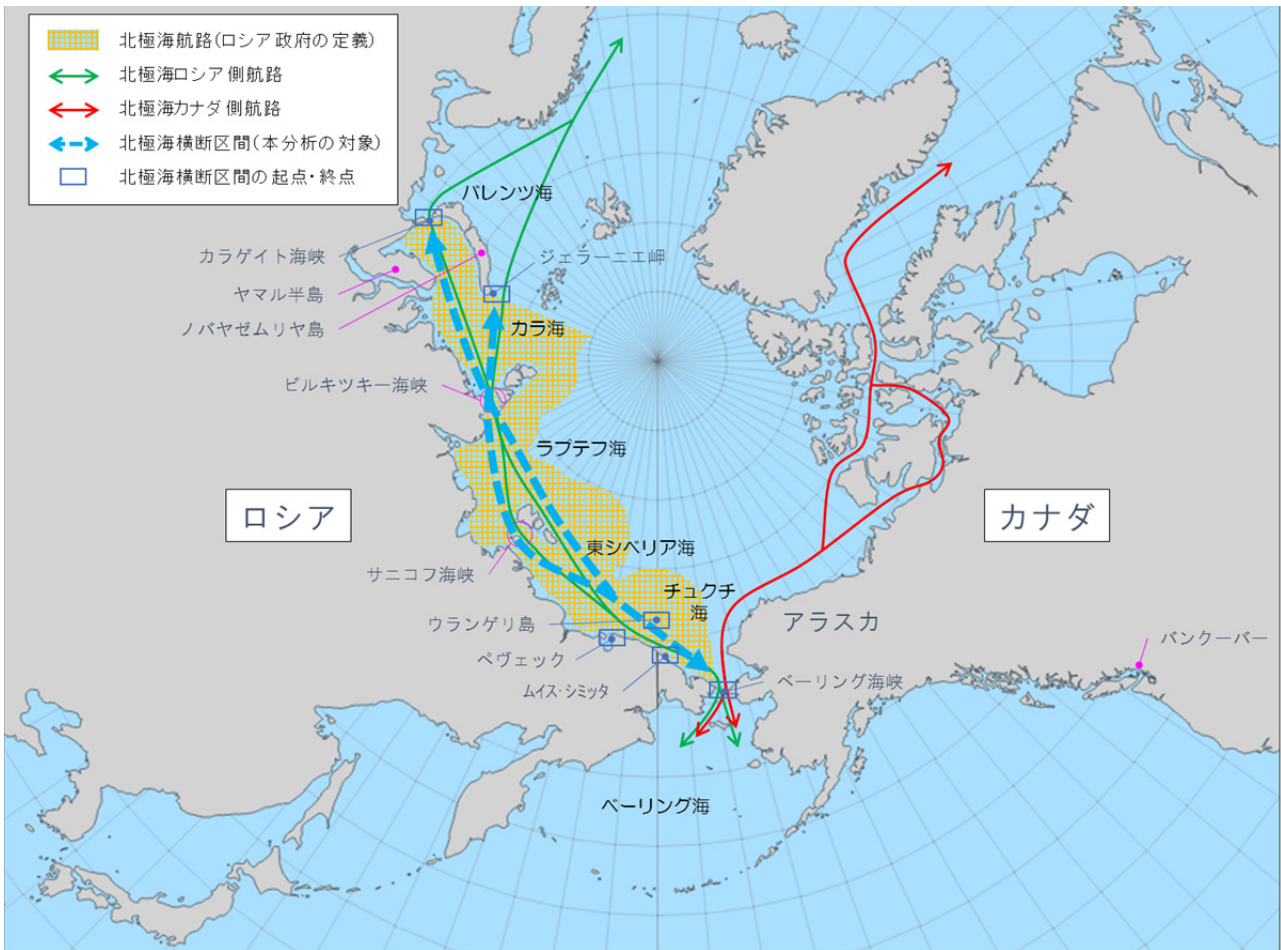 北極海航路(ロシア政府の定義)
北極海ロシア側航路
北極海カナダ側航路
北極海横断区間(本分析の対象)
北極海横断区間の起点・終点
バレンツ海
カラゲイト海峡
ジェラーニエ岬
ヤマル半島
ノバヤゼムリヤ島
カラ海
ビルキツキー海峡
ラプテフ海
ロシア
カナダ
東シベリア海
サニコフ海峡
チュクチ
海
ウランゲリ島
アラスカ
バンクーバー
ペヴェック
ムイス・シミッタ
ベーリング海峡
ベーリング海